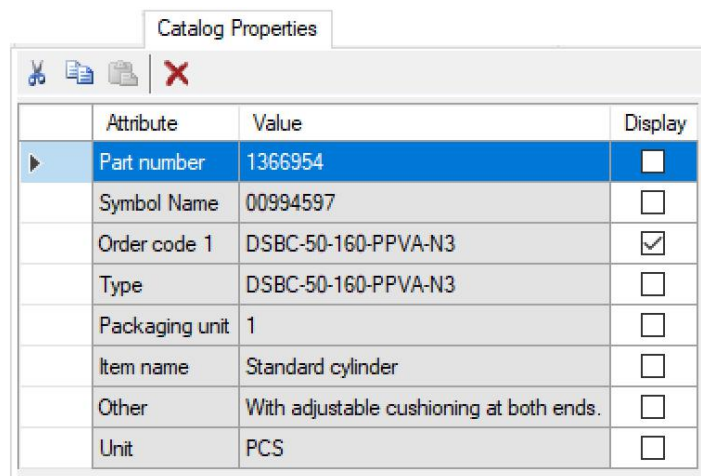 Catalog Properties
Attribute Value Display
Part number 1366954
Symbol Name 00994597
Order code 1 DSBC-50-160-PPVA-N3
Type DSBC-50-160-PPVA-N3
Packaging unit 1
Item name Standard cylinder
Other With adjustable cushioning at both ends.
Unit PCS